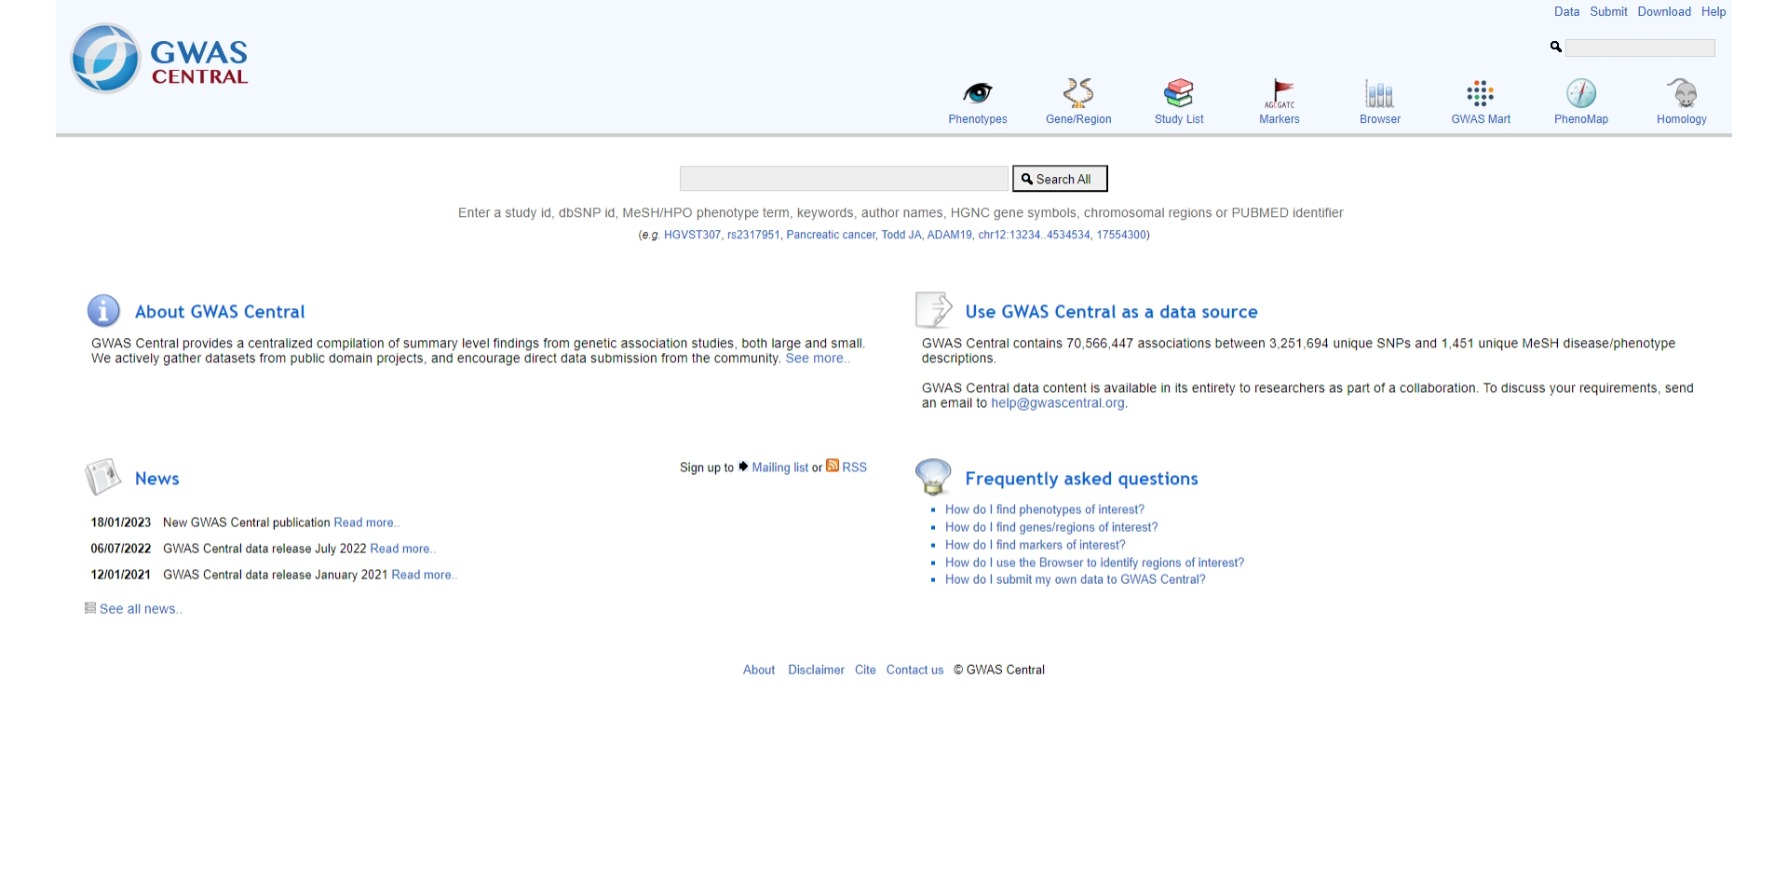 Data Submit Download Help
GWAS
CENTRAL
AGCGATC
Phenotypes Gene/Region Study List Markers Browser GWAS Mart PhenoMap Homology
Search All
Enter a study id, dbSNP id, MeSH/HPO phenotype term, keywords, author names, HGNC gene symbols, chromosomal regions or PUBMED identifier
(e.g. HGVST307, rs2317951, Pancreatic cancer, Todd JA, ADAM19, chr12:13234..4534534, 17554300)
About GWAS Central
GWAS Central provides a centralized compilation of summary level findings from genetic association studies, both large and small.
We actively gather datasets from public domain projects, and encourage direct data submission from the community. See more..
Use GWAS Central as a data source
GWAS Central contains 70,566,447 associations between 3,251,694 unique SNPs and 1,451 unique MeSH disease/phenotype
descriptions.
GWAS Central data content is available in its entirety to researchers as part of a collaboration. To discuss your requirements, send
an email to help@gwascentral.org.
News
Sign up to Mailing list or RSS
18/01/2023 New GWAS Central publication Read more..
06/07/2022 GWAS Central data release July 2022 Read more..
12/01/2021 GWAS Central data release January 2021 Read more..
See all news..
Frequently asked questions
How do I find phenotypes of interest?
How do I find genes/regions of interest?
How do I find markers of interest?
How do I use the Browser to identify regions of interest?
How do I submit my own data to GWAS Central?
About Disclaimer Cite Contact us © GWAS Central